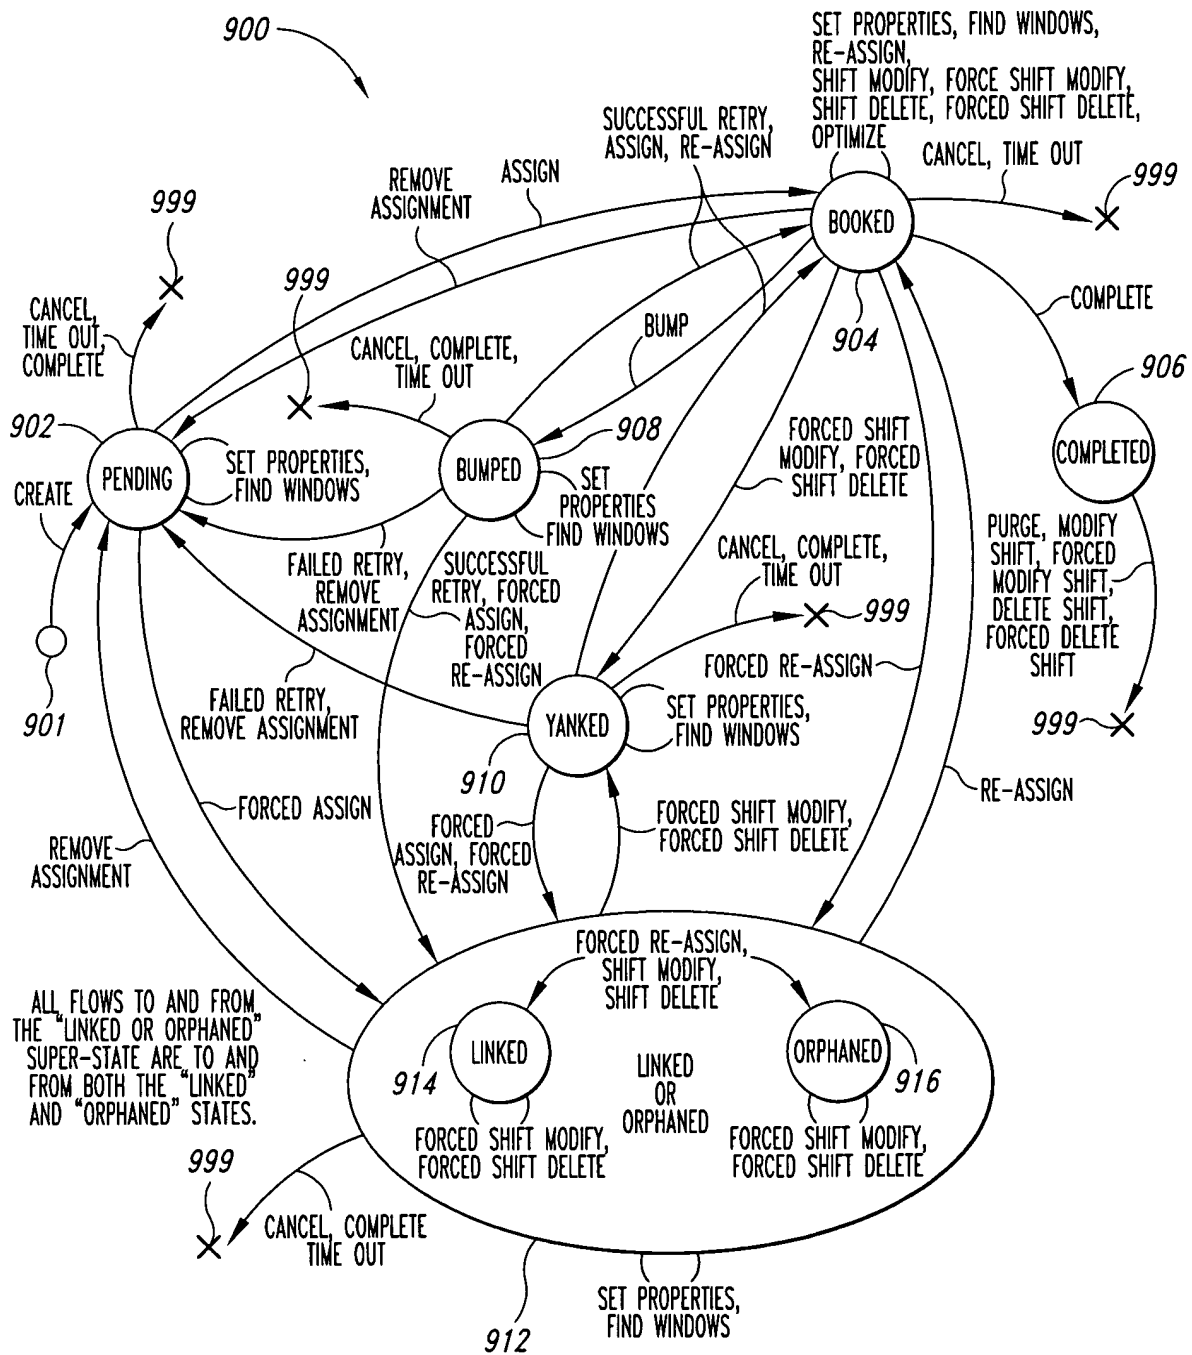 900
SET PROPERTIES, FIND WINDOWS,
RE-ASSIGN,
SHIFT MODIFY, FORCE SHIFT MODIFY,
SHIFT DELETE, FORCED SHIFT DELETE,
OPTIMIZE
SUCCESSFUL RETRY,
ASSIGN, RE-ASSIGN
CANCEL, TIME OUT
999
ASSIGN
REMOVE
ASSIGNMENT
999
BOOKED
904
999
CANCEL,
TIME OUT,
COMPLETE
COMPLETE
BUMP
CANCEL, COMPLETE,
TIME OUT
906
902
908
PENDING
SET PROPERTIES,
FIND WINDOWS
BUMPED
SET
PROPERTIES
FIND WINDOWS
FORCED SHIFT
MODIFY, FORCED
SHIFT DELETE
COMPLETED
CREATE
FAILED RETRY,
REMOVE
ASSIGNMENT
SUCCESSFUL
RETRY, FORCED
ASSIGN,
FORCED
RE-ASSIGN
CANCEL, COMPLETE,
TIME OUT
999
PURGE, MODIFY
SHIFT, FORCED
MODIFY SHIFT,
DELETE SHIFT,
FORCED DELETE
SHIFT
901
FORCED RE-ASSIGN
FAILED RETRY,
REMOVE ASSIGNMENT
YANKED
SET PROPERTIES,
FIND WINDOWS
910
999
RE-ASSIGN
FORCED ASSIGN
FORCED
ASSIGN, FORCED
RE-ASSIGN
FORCED SHIFT MODIFY,
FORCED SHIFT DELETE
REMOVE
ASSIGNMENT
FORCED RE-ASSIGN,
SHIFT MODIFY,
SHIFT DELETE
ALL FLOWS TO AND FROM
THE "LINKED OR ORPHANED"
SUPER-STATE ARE TO AND
FROM BOTH THE "LINKED"
AND "ORPHANED" STATES.
LINKED
914
LINKED
OR
ORPHANED
ORPHANED
916
FORCED SHIFT MODIFY,
FORCED SHIFT DELETE
FORCED SHIFT MODIFY,
FORCED SHIFT DELETE
999
CANCEL, COMPLETE
TIME OUT
912
SET PROPERTIES,
FIND WINDOWS